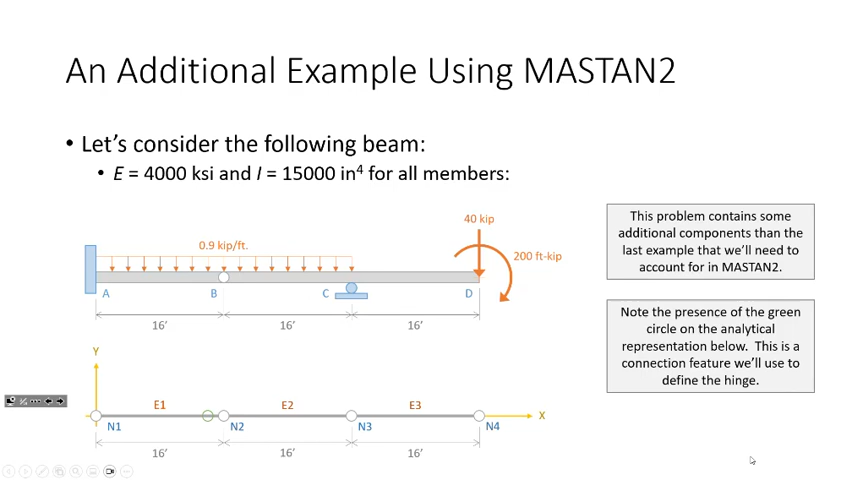 An Additional Example Using MASTAN2
• Let's consider the following beam:
• E = 4000 ksi and I = 15000 in⁴ for all members:
40 kip
0.9 kip/ft.
200 ft-kip
A B C D
16' 16' 16'
This problem contains some
additional components than the
last example that we'll need to
account for in MASTAN2.
Note the presence of the green
circle on the analytical
representation below. This is a
connection feature we'll use to
define the hinge.
Y
E1 E2 E3
X
N1 N2 N3 N4
16' 16' 16'